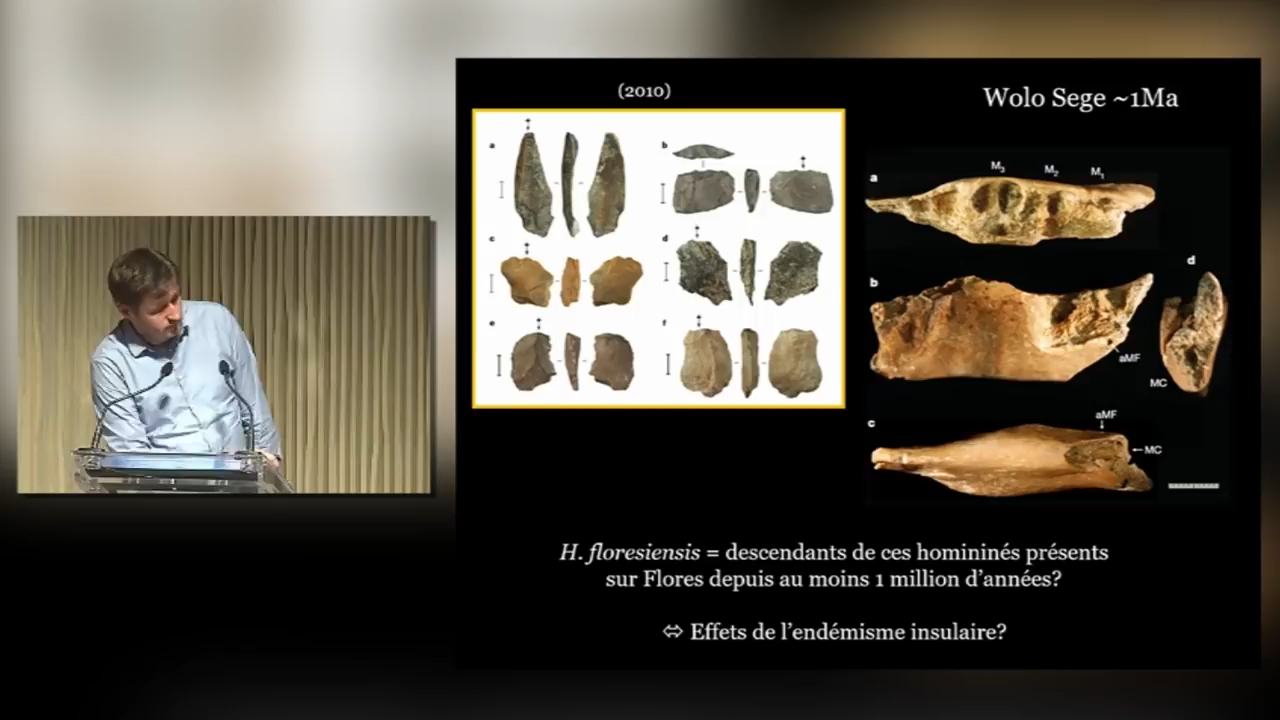 (2010)
Wolo Sege ~1Ma
a
b
c
d
e
f
M₃ M₂ M₁
a
b
d
aMF
MC
c
aMF
MC
H. floresiensis = descendants de ces homininés présents
sur Flores depuis au moins 1 million d'années?
⇔ Effets de l'endémisme insulaire?